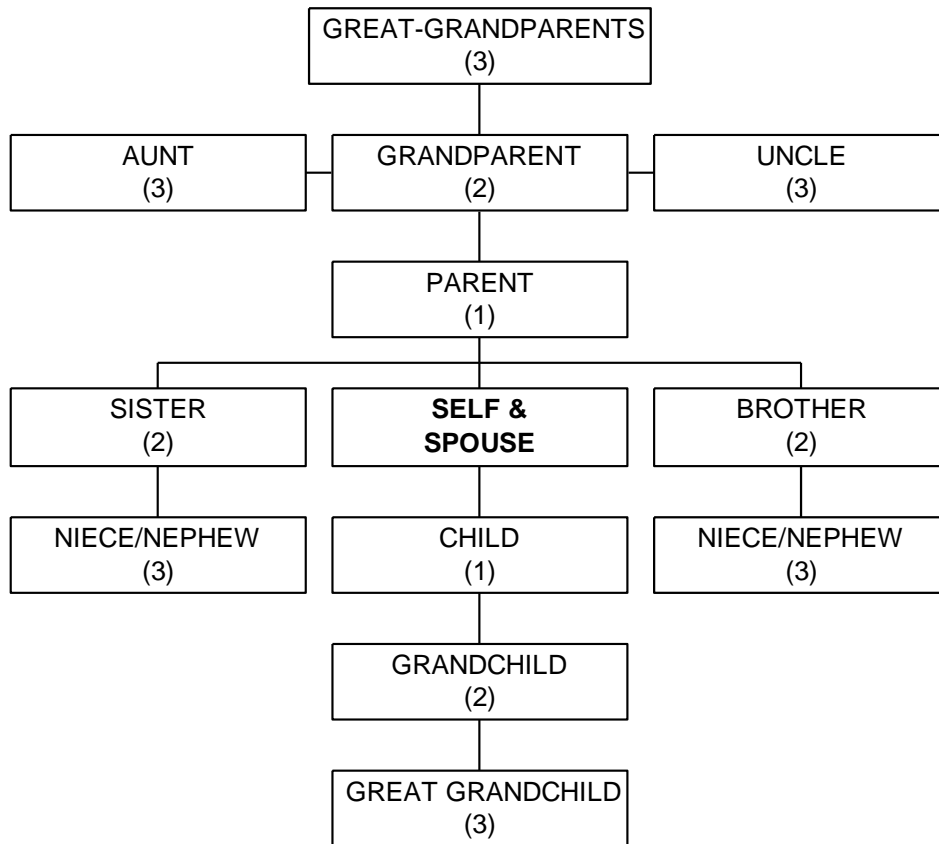 GREAT-GRANDPARENTS
(3)
AUNT
(3)
GRANDPARENT
(2)
UNCLE
(3)
PARENT
(1)
SISTER
(2)
SELF &
SPOUSE
BROTHER
(2)
NIECE/NEPHEW
(3)
CHILD
(1)
NIECE/NEPHEW
(3)
GRANDCHILD
(2)
GREAT GRANDCHILD
(3)